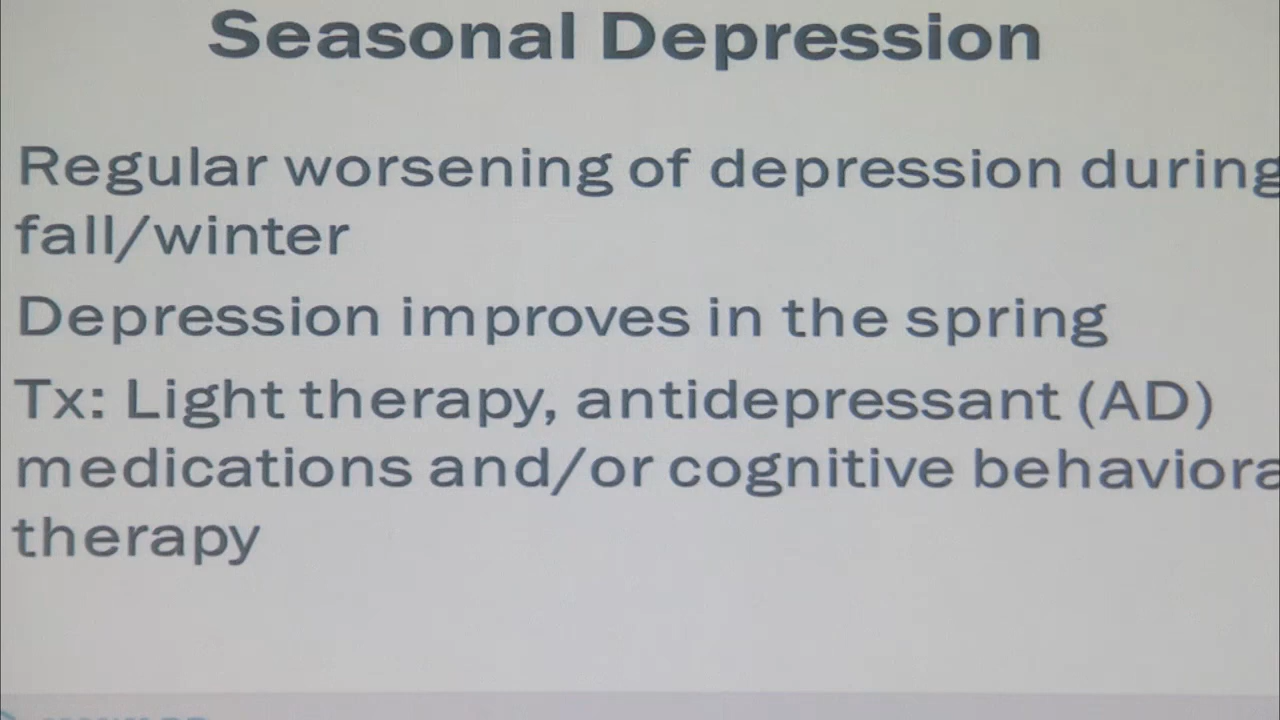 Seasonal Depression
Regular worsening of depression during
fall/winter
Depression improves in the spring
Tx: Light therapy, antidepressant (AD)
medications and/or cognitive behaviora
therapy